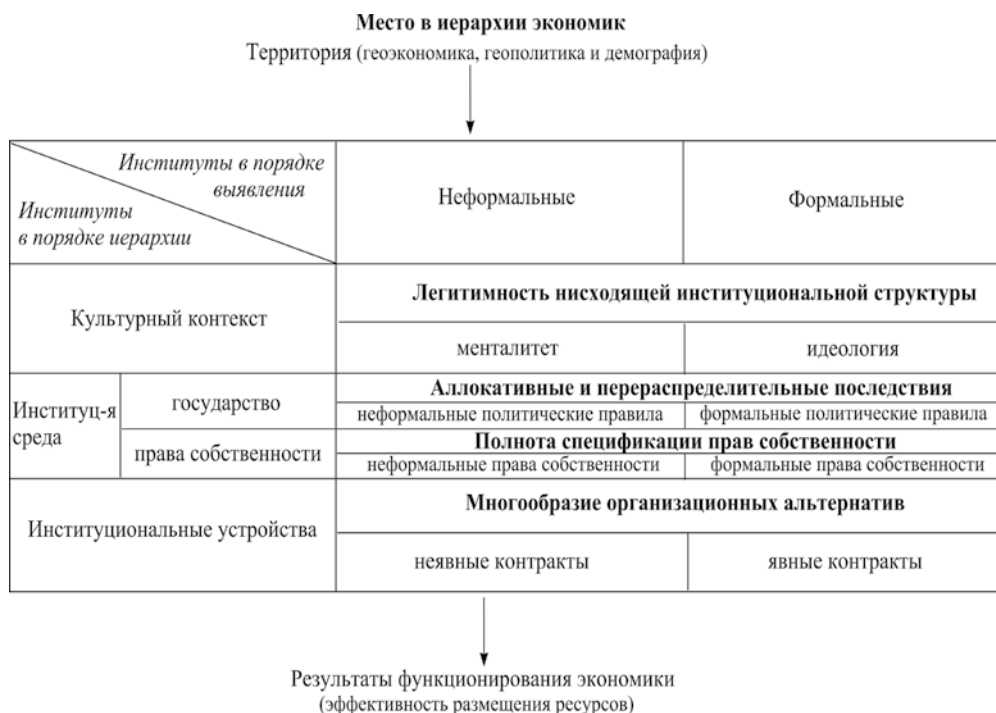 Место в иерархии экономик
Территория (геоэкономика, геополитика и демография)
Институты в порядке
выявления
Институты
в порядке иерархии
Неформальные
Формальные
Культурный контекст
Легитимность нисходящей институциональной структуры
менталитет
идеология
Институц-я
среда
государство
Аллокативные и перераспределительные последствия
неформальные политические правила
формальные политические правила
права собственности
Полнота спецификации прав собственности
неформальные права собственности
формальные права собственности
Институциональные устройства
Многообразие организационных альтернатив
неявные контракты
явные контракты
Результаты функционирования экономики
(эффективность размещения ресурсов)